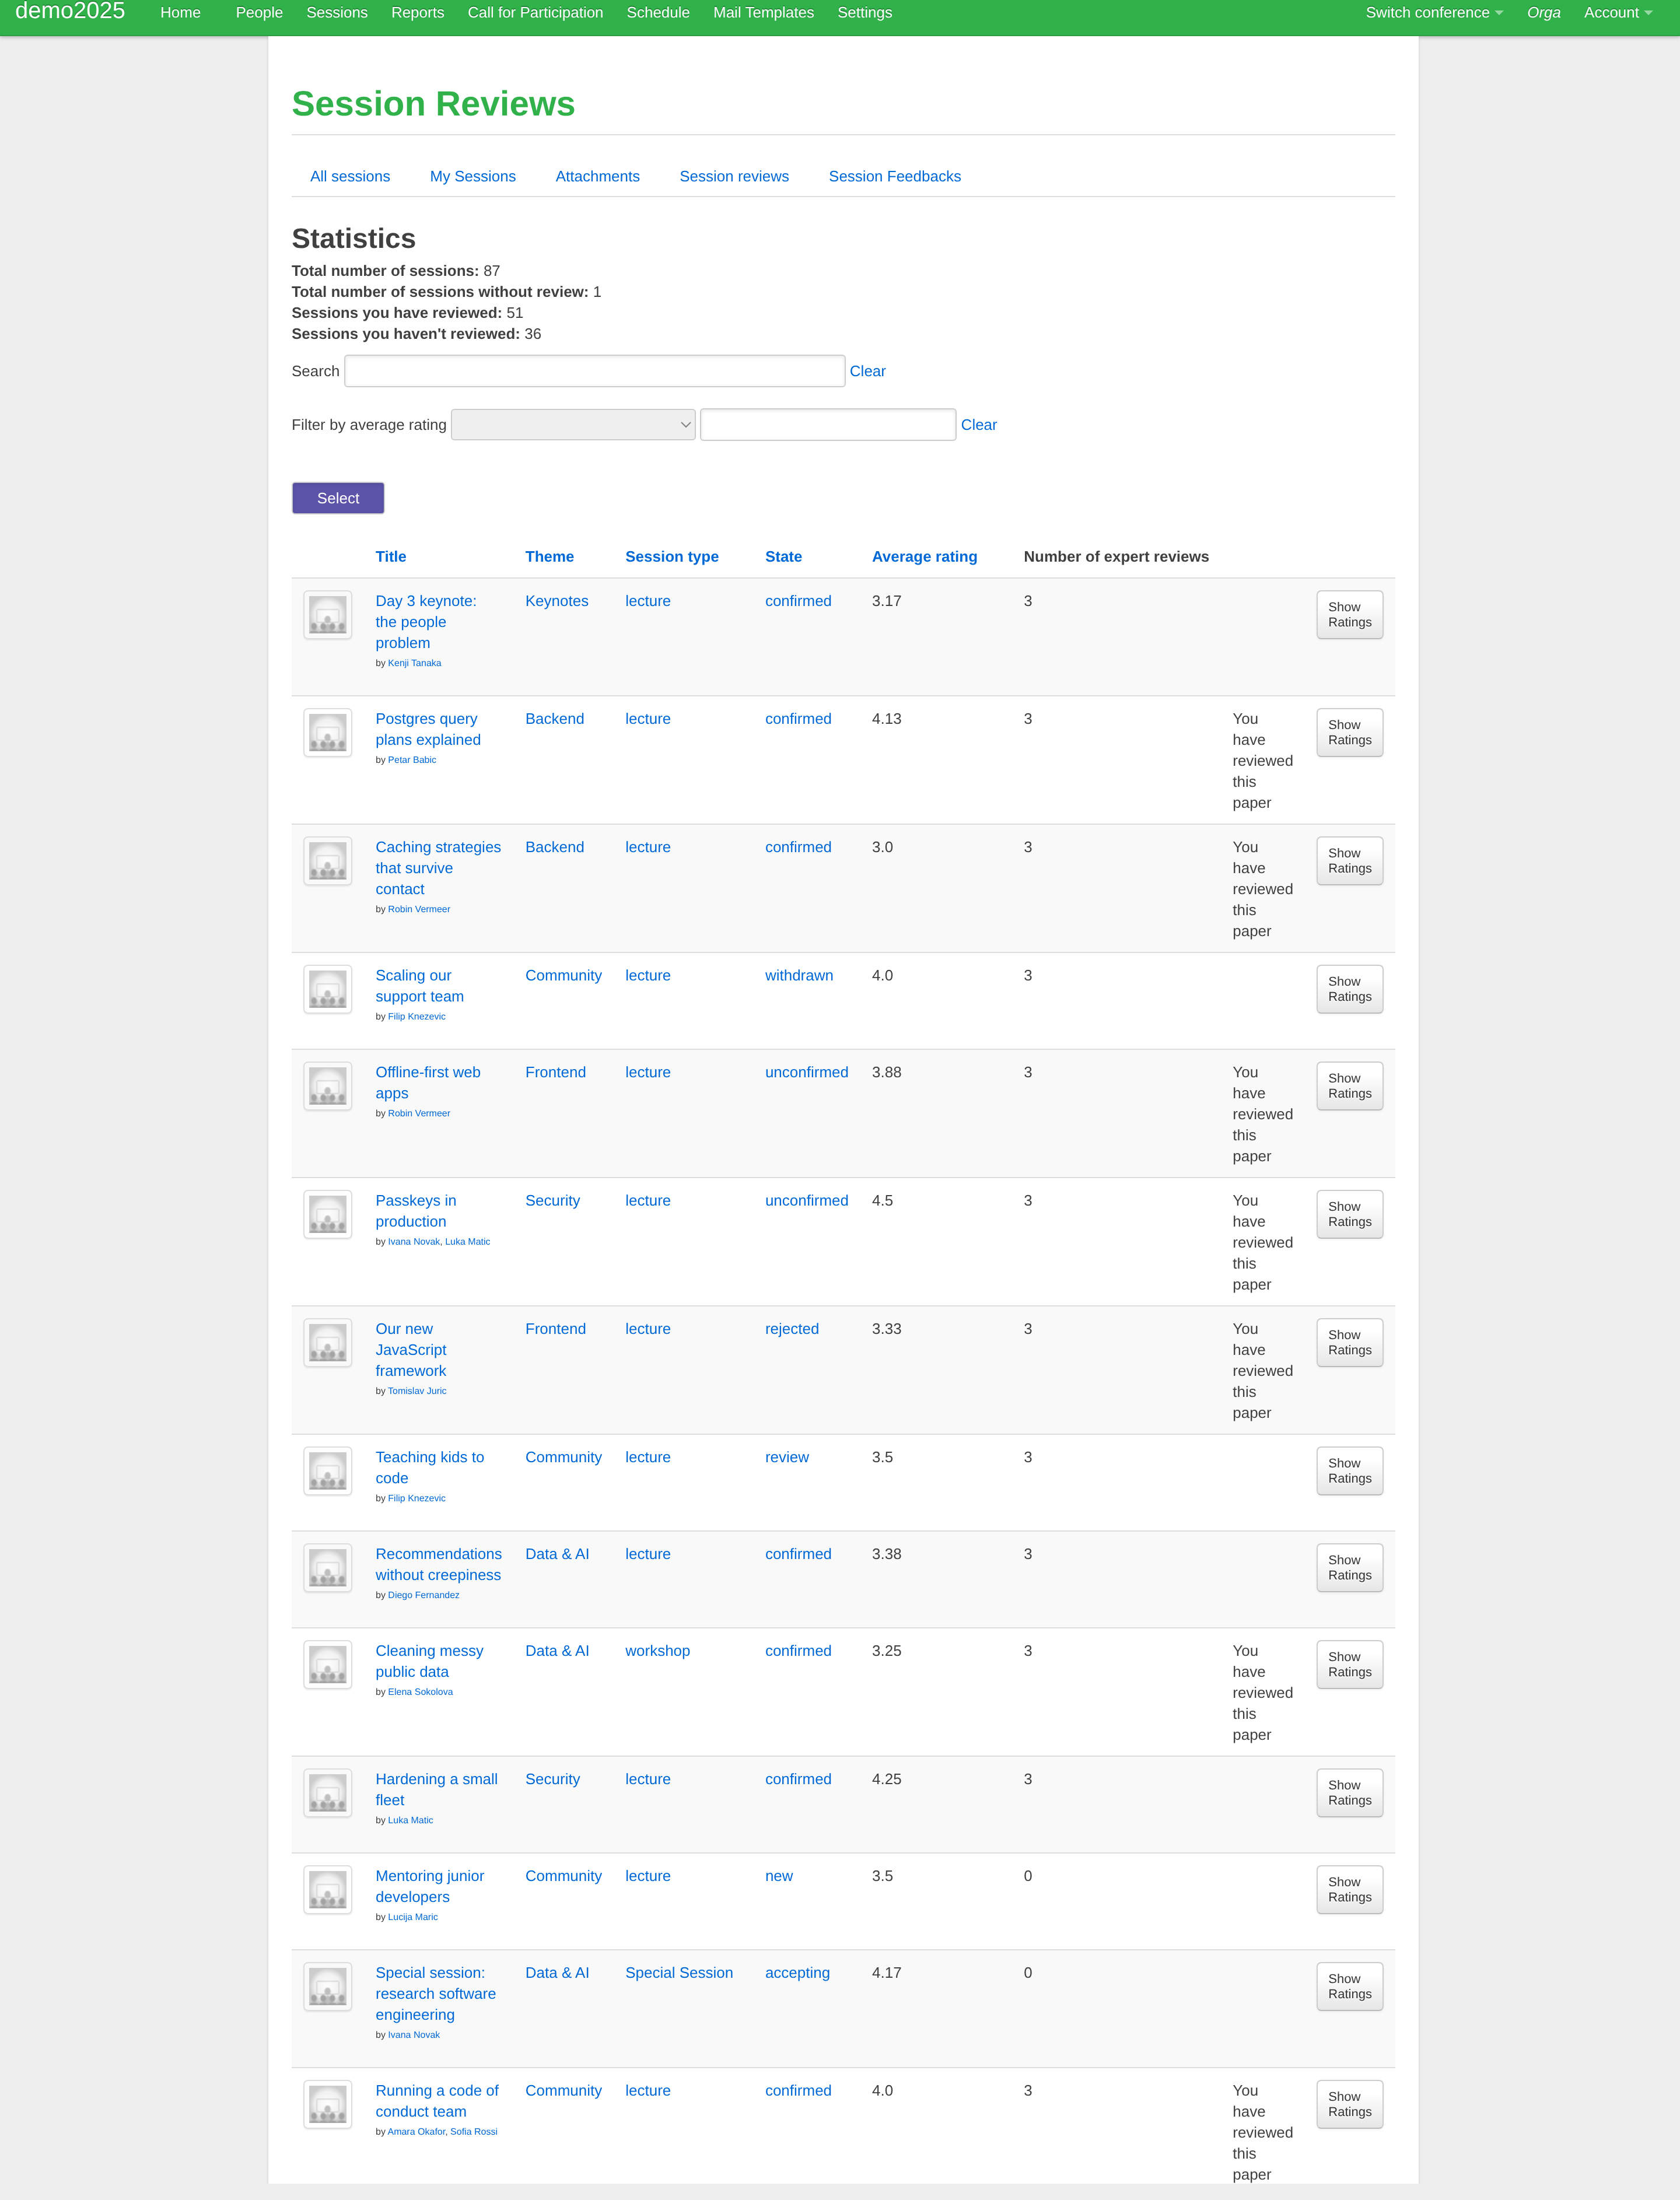 demo2025 Home People Sessions Reports Call for Participation Schedule Mail Templates Settings Switch conference Orga Account
Session Reviews
All sessions My Sessions Attachments Session reviews Session Feedbacks
Statistics
Total number of sessions: 87
Total number of sessions without review: 1
Sessions you have reviewed: 51
Sessions you haven't reviewed: 36
Search Clear
Filter by average rating Clear
Select
Title Theme Session type State Average rating Number of expert reviews
Day 3 keynote: Keynotes lecture confirmed 3.17 3 Show
the people Ratings
problem
by Kenji Tanaka
Postgres query Backend lecture confirmed 4.13 3 You Show
plans explained have Ratings
by Petar Babic reviewed
this
paper
Caching strategies Backend lecture confirmed 3.0 3 You Show
that survive have Ratings
contact reviewed
by Robin Vermeer this
paper
Scaling our Community lecture withdrawn 4.0 3 Show
support team Ratings
by Filip Knezevic
Offline-first web Frontend lecture unconfirmed 3.88 3 You Show
apps have Ratings
by Robin Vermeer reviewed
this
paper
Passkeys in Security lecture unconfirmed 4.5 3 You Show
production have Ratings
by Ivana Novak, Luka Matic reviewed
this
paper
Our new Frontend lecture rejected 3.33 3 You Show
JavaScript have Ratings
framework reviewed
by Tomislav Juric this
paper
Teaching kids to Community lecture review 3.5 3 Show
code Ratings
by Filip Knezevic
Recommendations Data & AI lecture confirmed 3.38 3 Show
without creepiness Ratings
by Diego Fernandez
Cleaning messy Data & AI workshop confirmed 3.25 3 You Show
public data have Ratings
by Elena Sokolova reviewed
this
paper
Hardening a small Security lecture confirmed 4.25 3 Show
fleet Ratings
by Luka Matic
Mentoring junior Community lecture new 3.5 0 Show
developers Ratings
by Lucija Maric
Special session: Data & AI Special Session accepting 4.17 0 Show
research software Ratings
engineering
by Ivana Novak
Running a code of Community lecture confirmed 4.0 3 You Show
conduct team have Ratings
by Amara Okafor, Sofia Rossi reviewed
this
paper